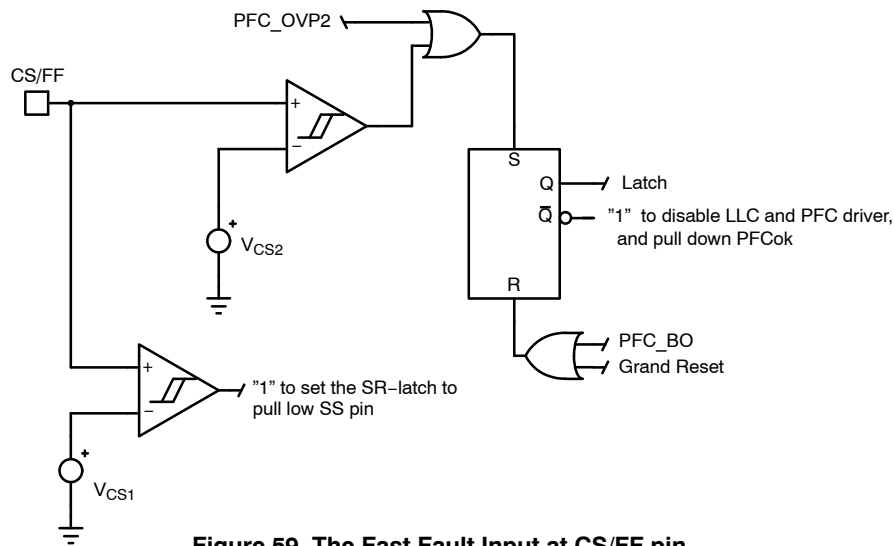 PFC_OVP2
CS/FF
+
−
+
V_CS2
S
Q
Latch
Q̅
”1” to disable LLC and PFC driver,
and pull down PFCok
R
PFC_BO
Grand Reset
+
−
”1” to set the SR−latch to
pull low SS pin
+
V_CS1
Figure 59. The Fast Fault Input at CS/FF pin